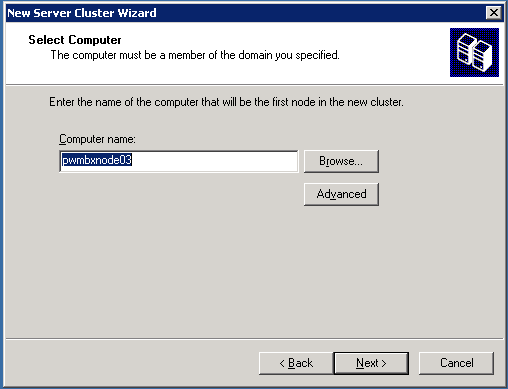 New Server Cluster Wizard
Select Computer
The computer must be a member of the domain you specified.
Enter the name of the computer that will be the first node in the new cluster.
Computer name:
pwmbxnode03
Browse...
Advanced
< Back
Next >
Cancel